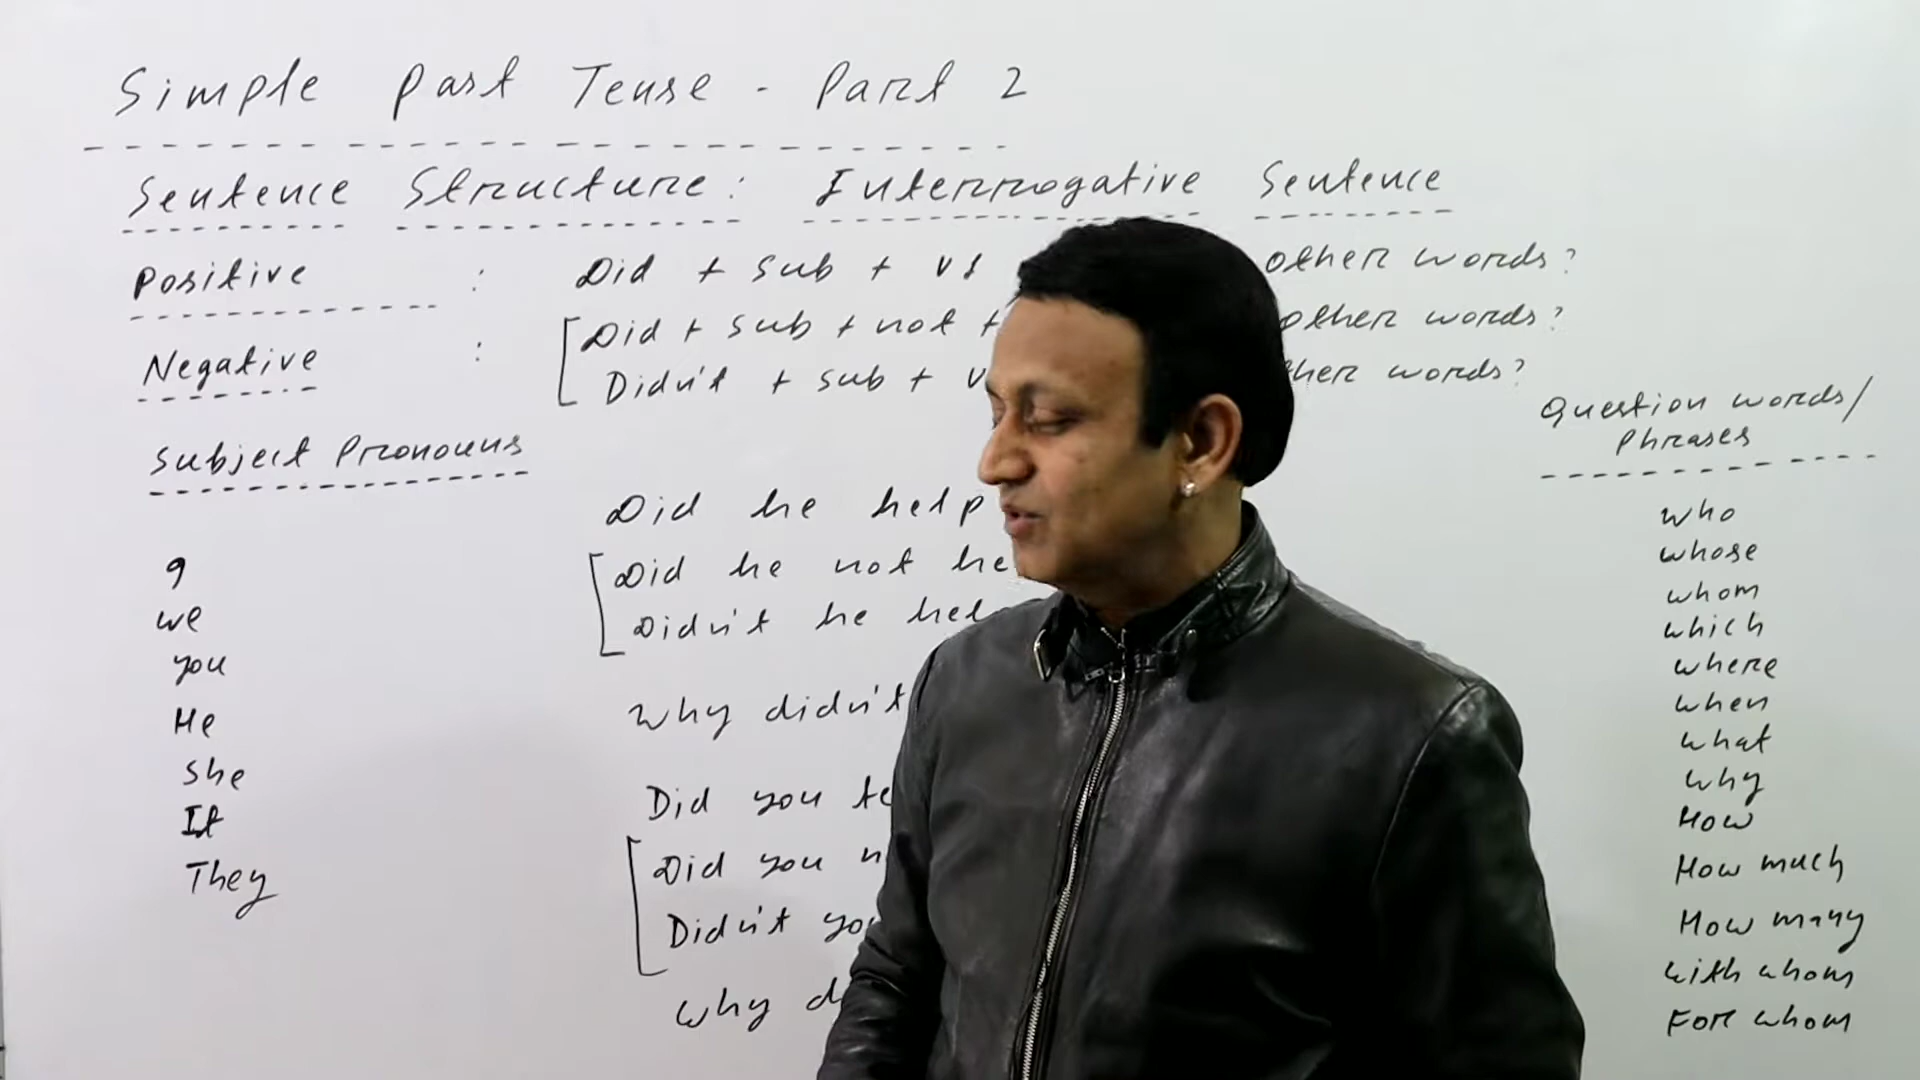 Simple Past Tense - Part 2
Sentence Structure: Interrogative Sentence
Positive : Did + sub + v1 other words?
Negative : Did + sub + not + other words?
Didn't + sub + words?
Question words/
Phrases
Subject Pronouns
I
we
you
He
she
It
They
Did he help
Did he not
Didn't he
Why didn't
Did you
Did you
Didn't
why
who
whose
whom
which
where
when
what
why
How
How much
How many
with whom
For whom